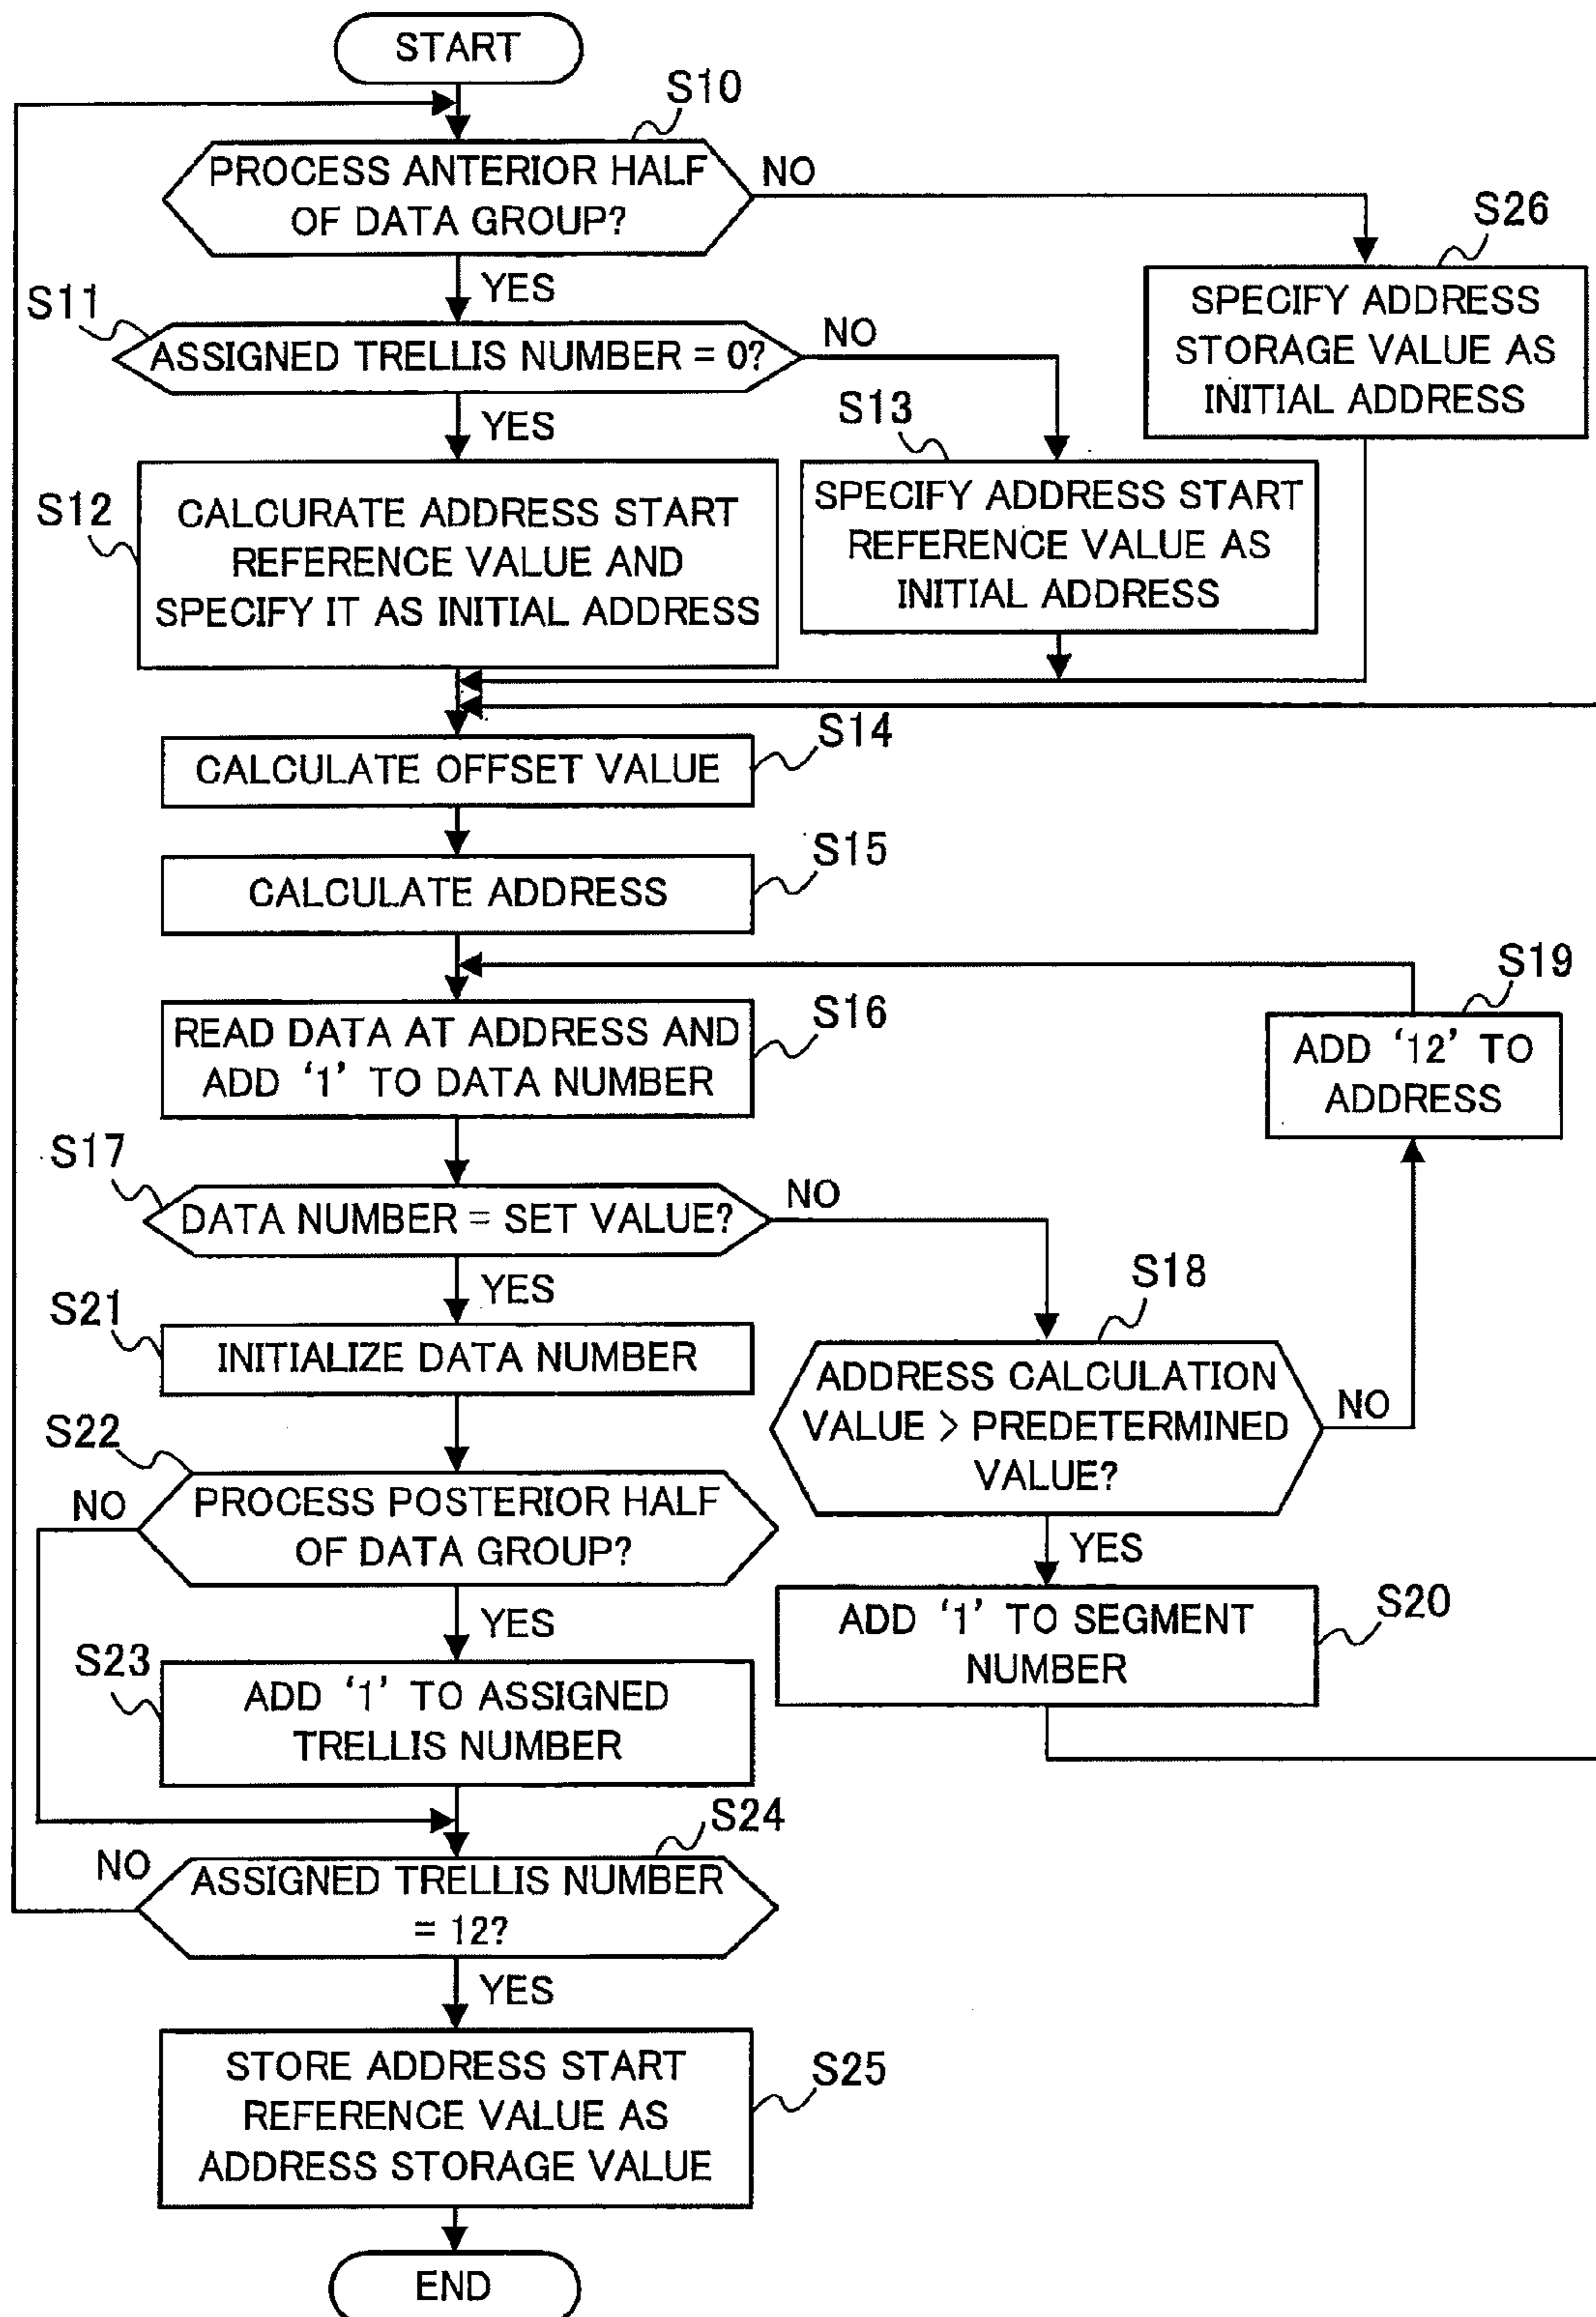 START
S10
PROCESS ANTERIOR HALF
OF DATA GROUP?
NO
YES
S26
SPECIFY ADDRESS
STORAGE VALUE AS
INITIAL ADDRESS
S11
ASSIGNED TRELLIS NUMBER = 0?
NO
YES
S12
CALCURATE ADDRESS START
REFERENCE VALUE AND
SPECIFY IT AS INITIAL ADDRESS
S13
SPECIFY ADDRESS START
REFERENCE VALUE AS
INITIAL ADDRESS
S14
CALCULATE OFFSET VALUE
S15
CALCULATE ADDRESS
S16
READ DATA AT ADDRESS AND
ADD ‘1’ TO DATA NUMBER
S19
ADD ‘12’ TO
ADDRESS
S17
DATA NUMBER = SET VALUE?
NO
YES
S18
ADDRESS CALCULATION
VALUE > PREDETERMINED
VALUE?
NO
YES
S21
INITIALIZE DATA NUMBER
S22
NO
PROCESS POSTERIOR HALF
OF DATA GROUP?
YES
S20
ADD ‘1’ TO SEGMENT
NUMBER
S23
ADD ‘1’ TO ASSIGNED
TRELLIS NUMBER
S24
NO
ASSIGNED TRELLIS NUMBER
= 12?
YES
S25
STORE ADDRESS START
REFERENCE VALUE AS
ADDRESS STORAGE VALUE
END